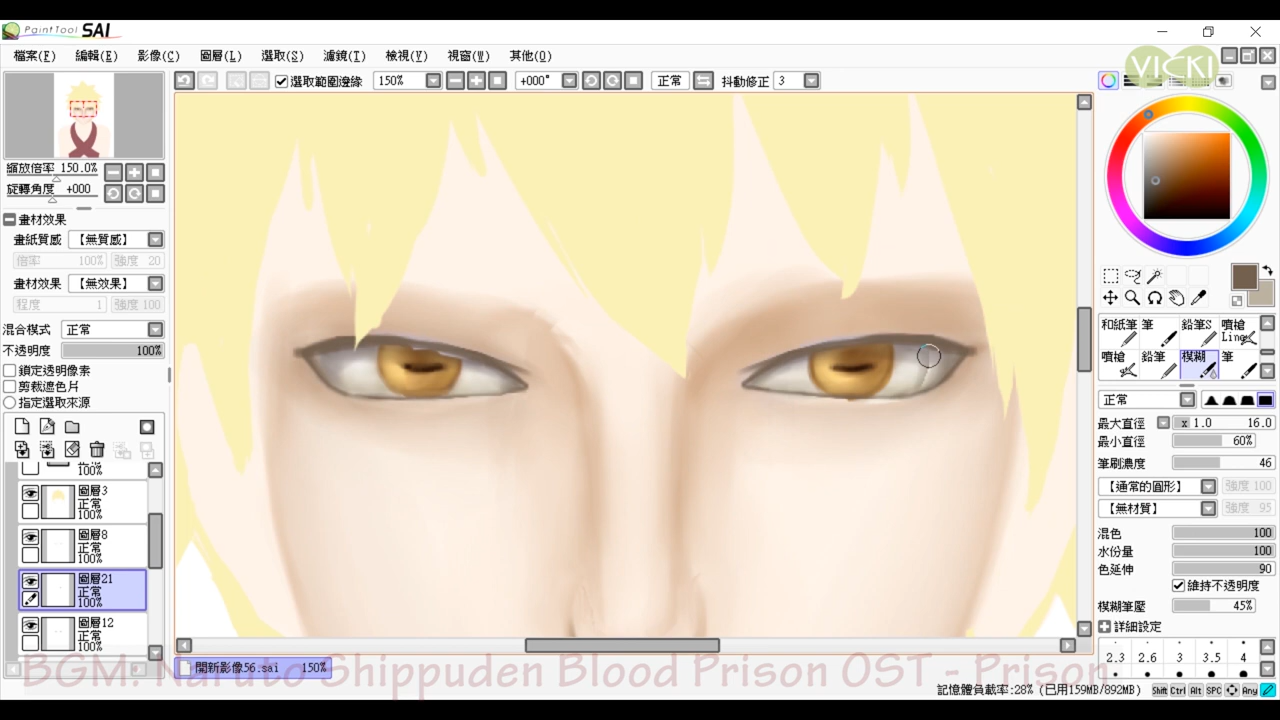 PaintTool SAI
檔案(F) 編輯(E) 影像(C) 圖層(L) 選取(S) 濾鏡(T) 檢視(V) 視窗(W) 其他(O)
VICKI
選取範圍邊緣 150% +000° 正常 抖動修正 3
縮放倍率 150.0%
旋轉角度 +000
畫材效果
畫紙質感 【無質感】
倍率 100% 強度 20
畫材效果 【無效果】
程度 1 強度 100
混合模式 正常
不透明度 100%
鎖定透明像素
剪裁遮色片
指定選取來源
100%
圖層3
正常
100%
圖層8
正常
100%
圖層21
正常
100%
圖層12
正常
100%
和紙筆 筆 鉛筆S 噴槍Line
噴槍 鉛筆 模糊 筆
正常
最大直徑 x 1.0 16.0
最小直徑 60%
筆刷濃度 46
【通常的圓形】 強度 100
【無材質】 強度 95
混色 100
水份量 100
色延伸 90
維持不透明度
模糊筆壓 45%
詳細設定
2.3 2.6 3 3.5 4
開新影像56.sai 150%
BGM: Naruto Shippuder Blood Prison OST - Prison
記憶體負載率:28% (已用159MB/892MB) Shift Ctrl Alt SPC Any